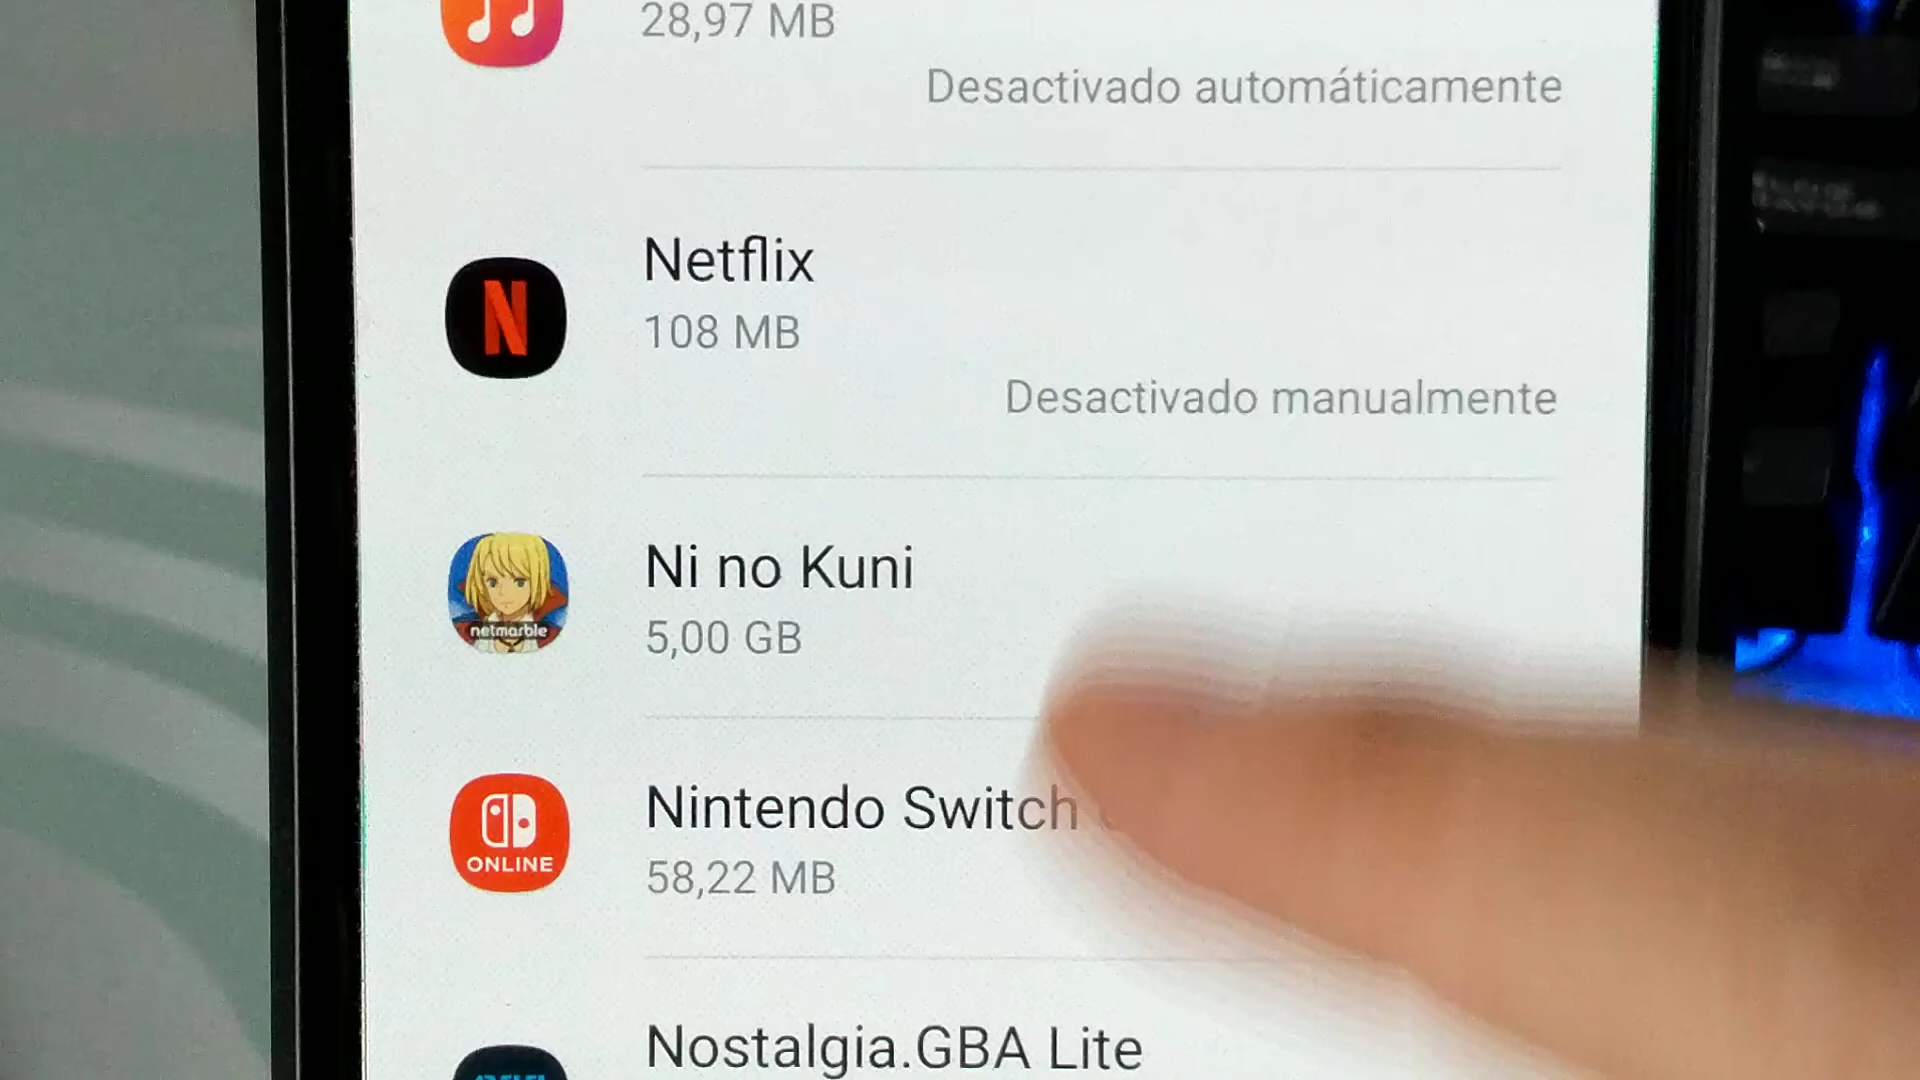 28,97 MB
Desactivado automáticamente
Netflix
108 MB
Desactivado manualmente
N
Ni no Kuni
5,00 GB
netmarble
Nintendo Switch
58,22 MB
ONLINE
Nostalgia.GBA Lite